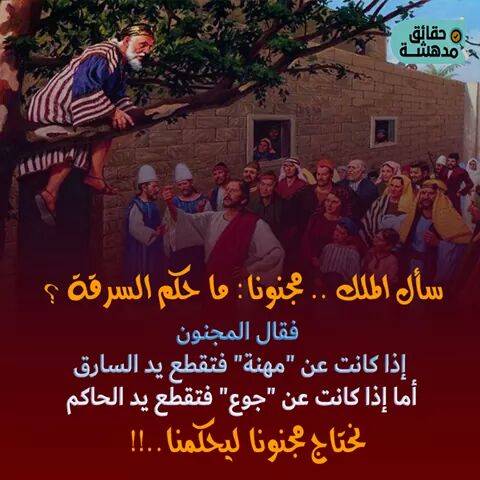 حقائق
مدهشة
سأل الملك .. مجنونا: ما حكم السرقة ؟
فقال المجنون
إذا كانت عن "مهنة" فتقطع يد السارق
أما إذا كانت عن "جوع" فتقطع يد الحاكم
نحتاج مجنونا ليحكمنا..!!